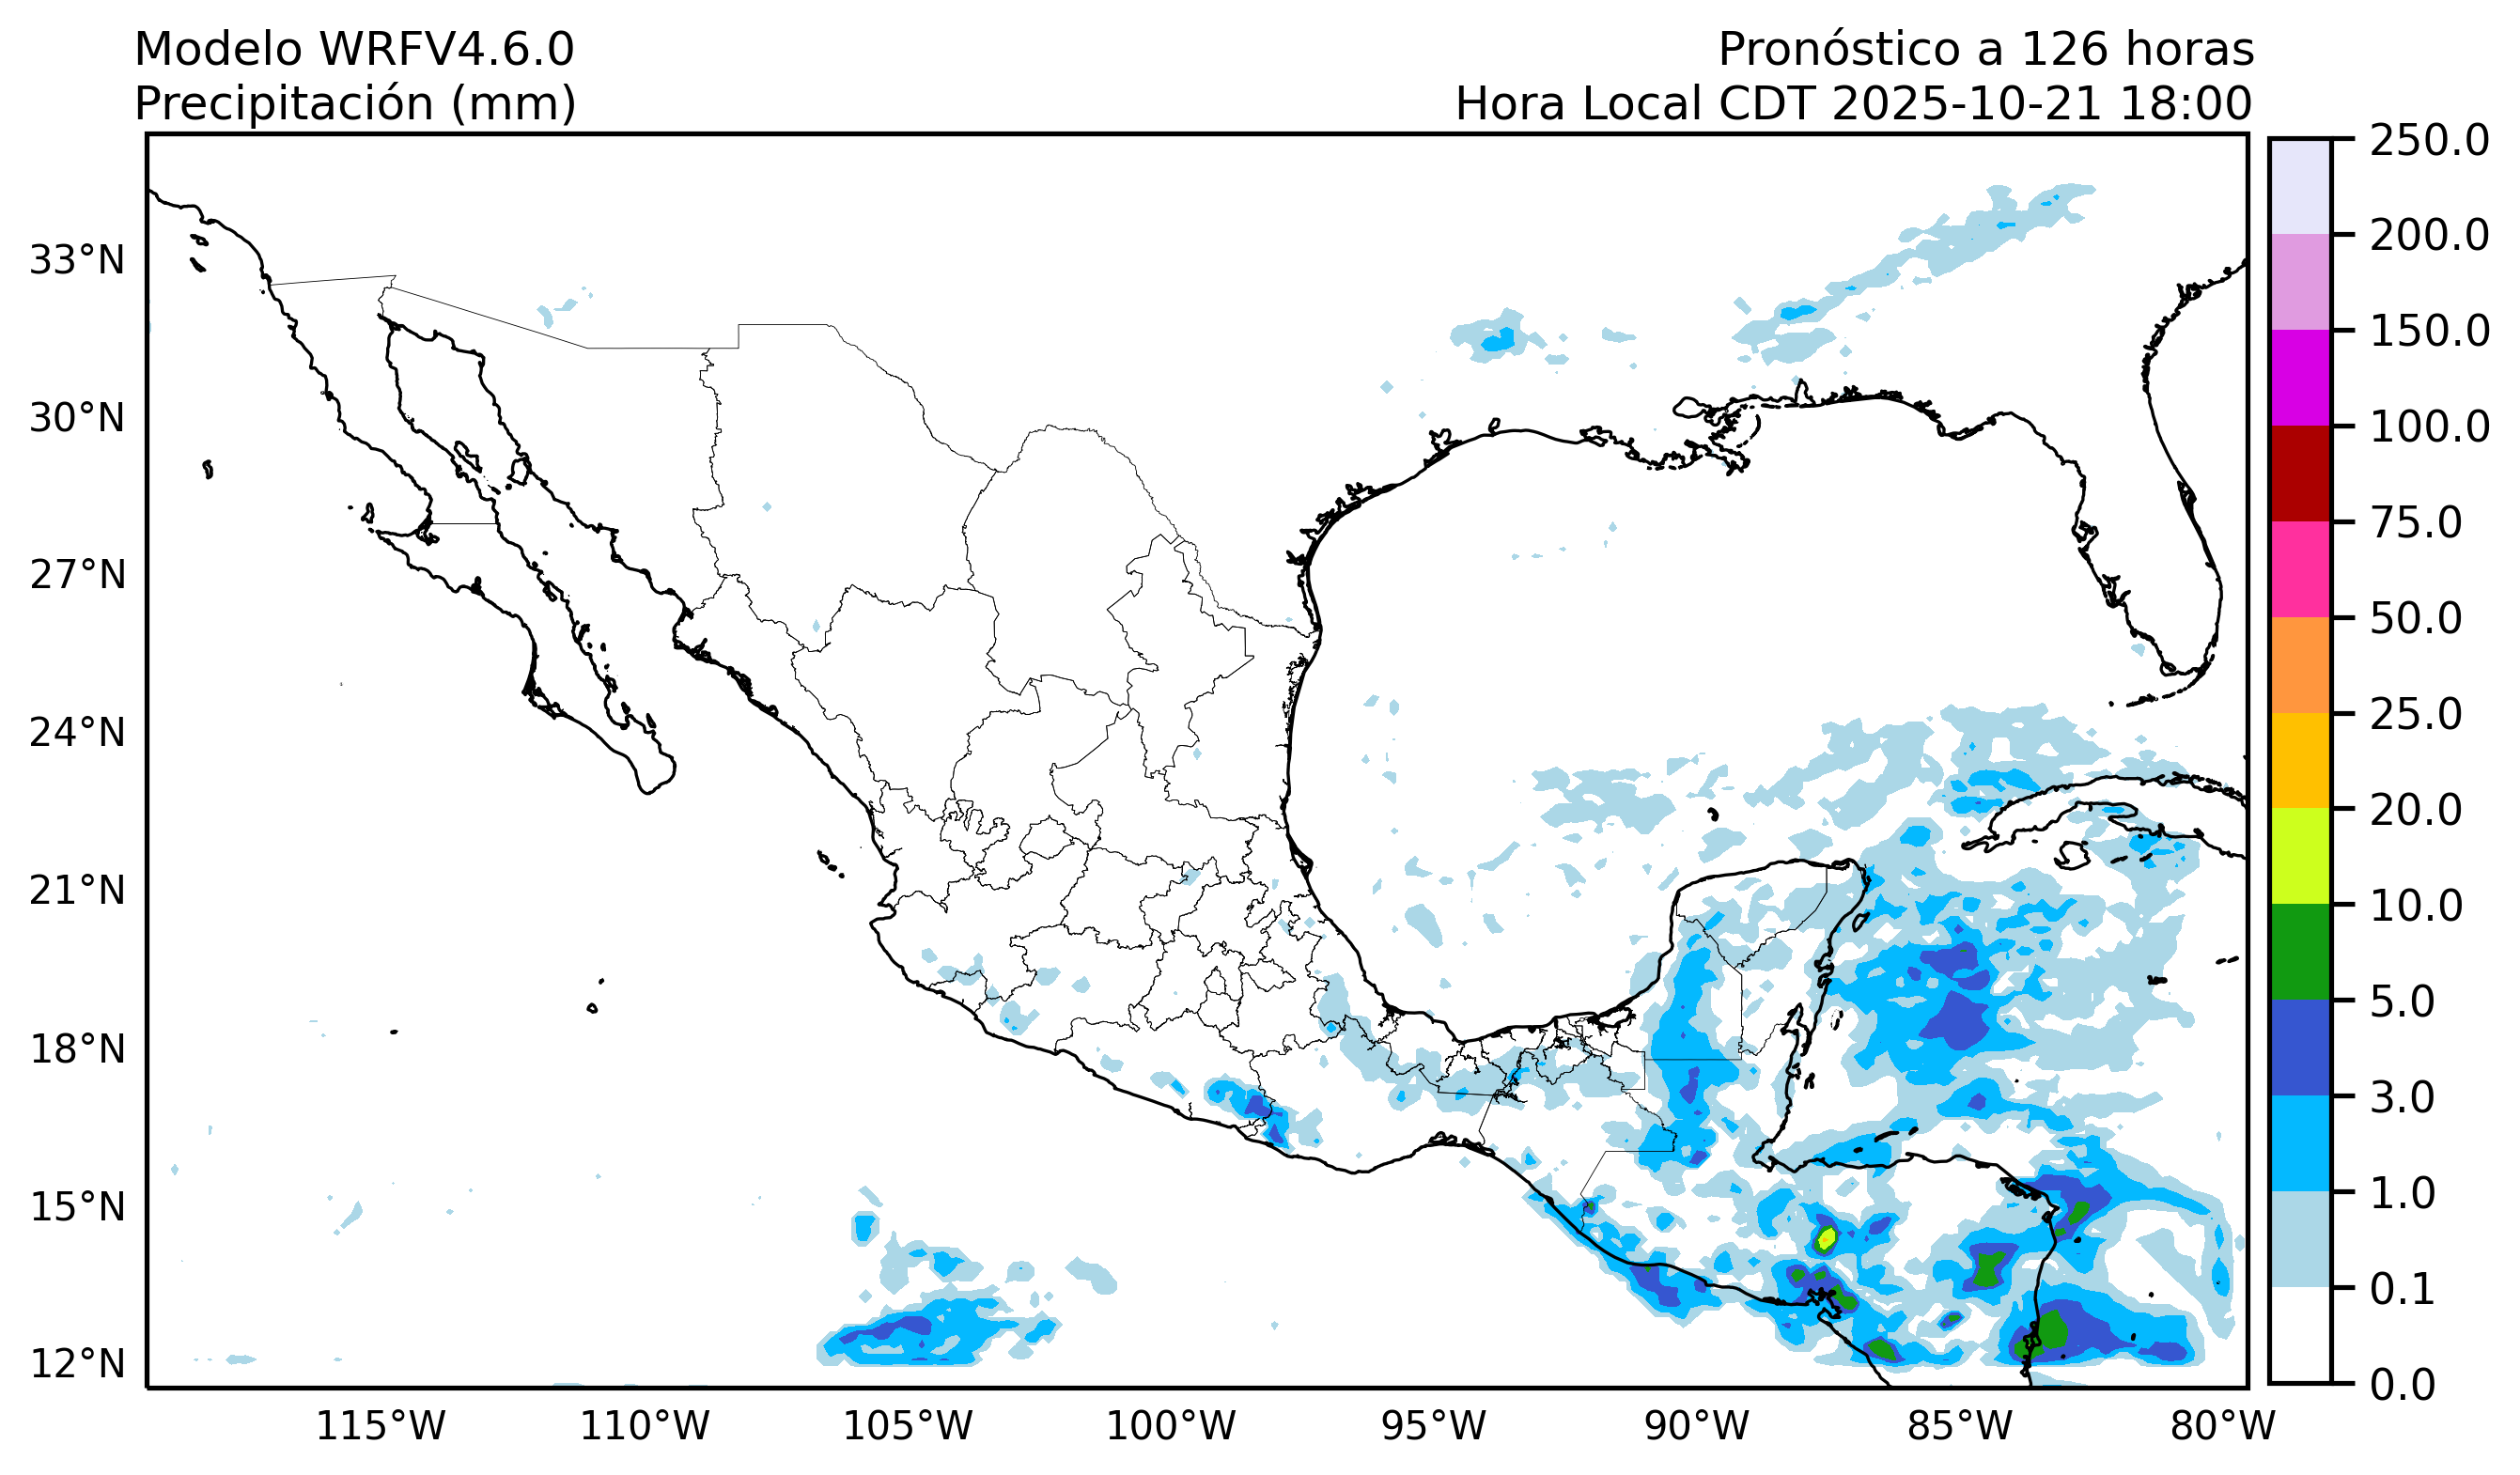 Modelo WRFV4.6.0
Precipitación (mm)
Pronóstico a 126 horas
Hora Local CDT 2025-10-21 18:00
33°N
30°N
27°N
24°N
21°N
18°N
15°N
12°N
115°W
110°W
105°W
100°W
95°W
90°W
85°W
80°W
250.0
200.0
150.0
100.0
75.0
50.0
25.0
20.0
10.0
5.0
3.0
1.0
0.1
0.0